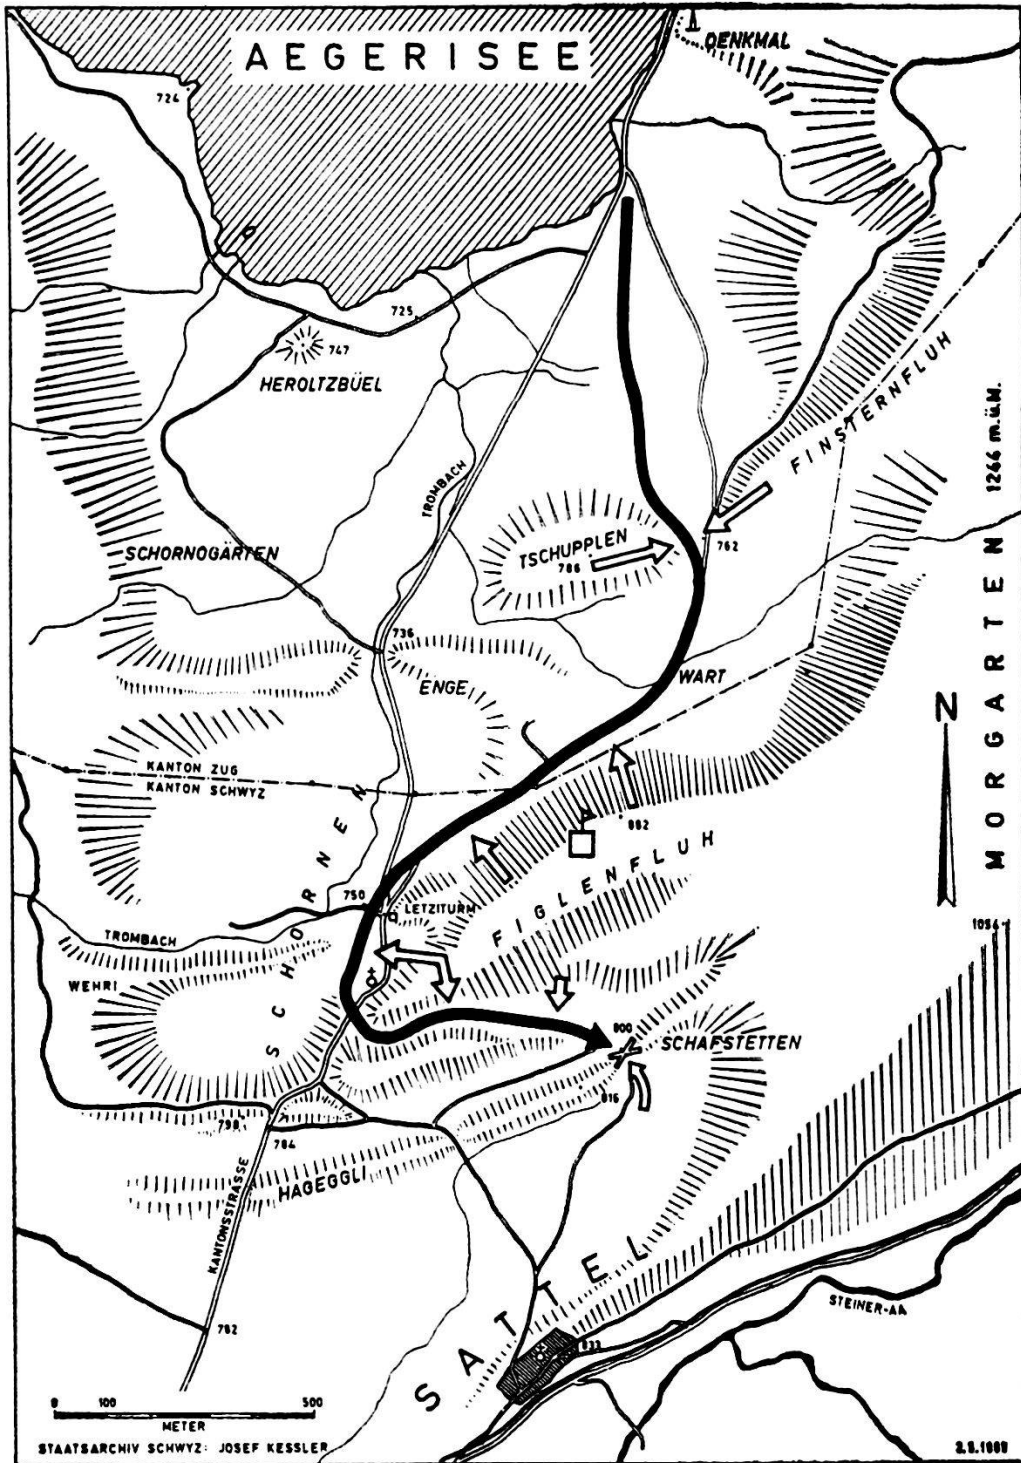 AEGERISEE
DENKMAL
724
725
747
HEROLTZBÜEL
TROMBACH
FINSTERNFLUH
MORGARTEN 1244 m.ü.M.
SCHORNOGÄRTEN
TSCHUPPLEN
786
762
736
ENGE
WART
N
KANTON ZUG
KANTON SCHWYZ
SCHORNEN
FIGLENFLUH
750
LETZITURM
TROMBACH
WEHRI
1054
SCHAFSTETTEN
800
816
798
784
HAGEGGLI
KANTONSSTRASSE
SATTEL
STEINER-AA
762
0 100 500
METER
STAATSARCHIV SCHWYZ: JOSEF KESSLER